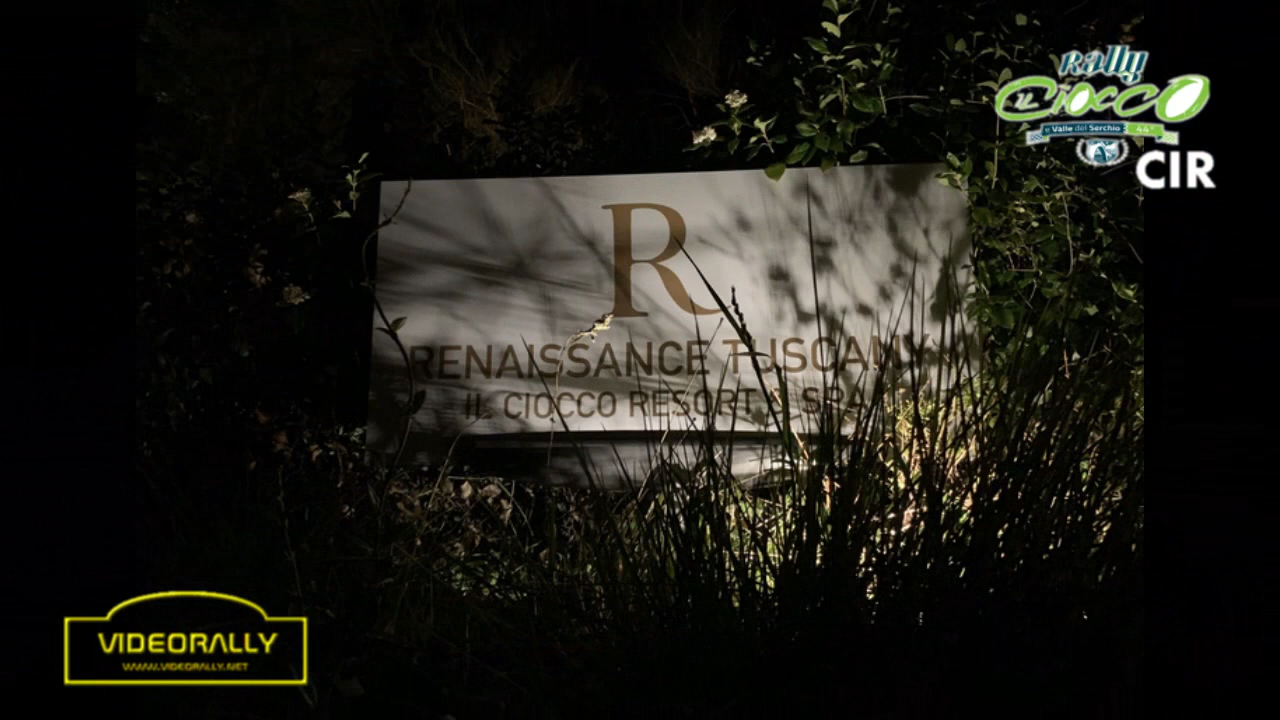 Rally
IL CIOCCO
e Valle del Serchio 44°
CIR
R
RENAISSANCE TUSCANY
IL CIOCCO RESORT & SPA
VIDEORALLY
WWW.VIDEORALLY.NET